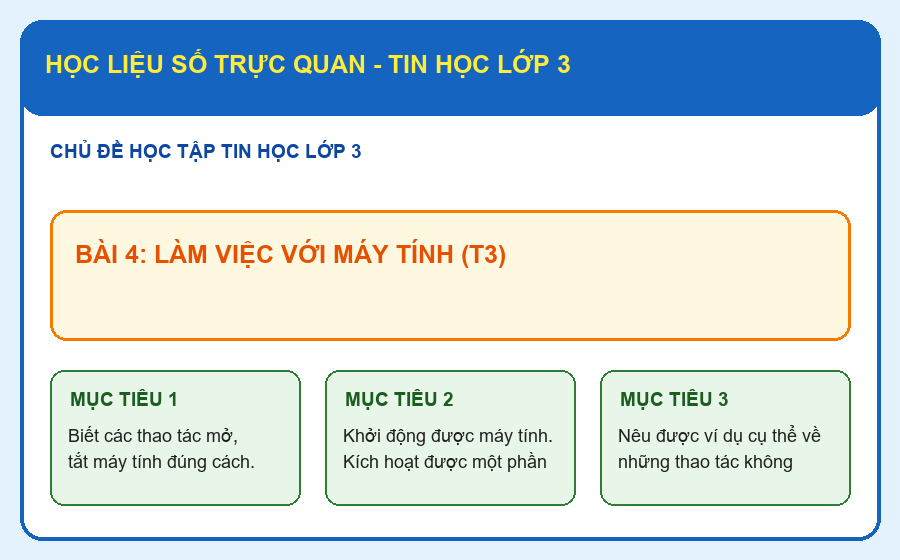 HỌC LIỆU SỐ TRỰC QUAN - TIN HỌC LỚP 3
CHỦ ĐỀ HỌC TẬP TIN HỌC LỚP 3
BÀI 4: LÀM VIỆC VỚI MÁY TÍNH (T3)
MỤC TIÊU 1
Biết các thao tác mở,
tắt máy tính đúng cách.
MỤC TIÊU 2
Khởi động được máy tính.
Kích hoạt được một phần
MỤC TIÊU 3
Nêu được ví dụ cụ thể về
những thao tác không